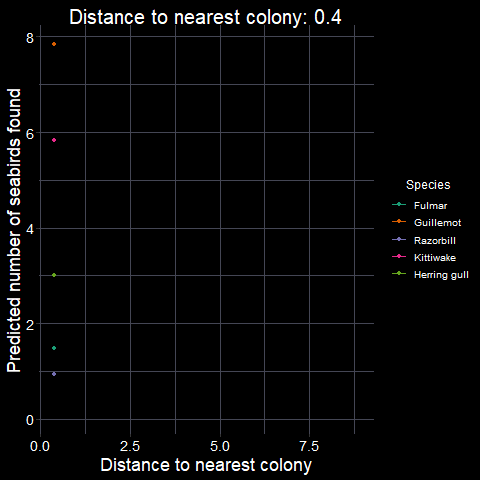 Distance to nearest colony: 0.4
Predicted number of seabirds found
8
6
4
2
0
0.0 2.5 5.0 7.5
Distance to nearest colony
Species
Fulmar
Guillemot
Razorbill
Kittiwake
Herring gull